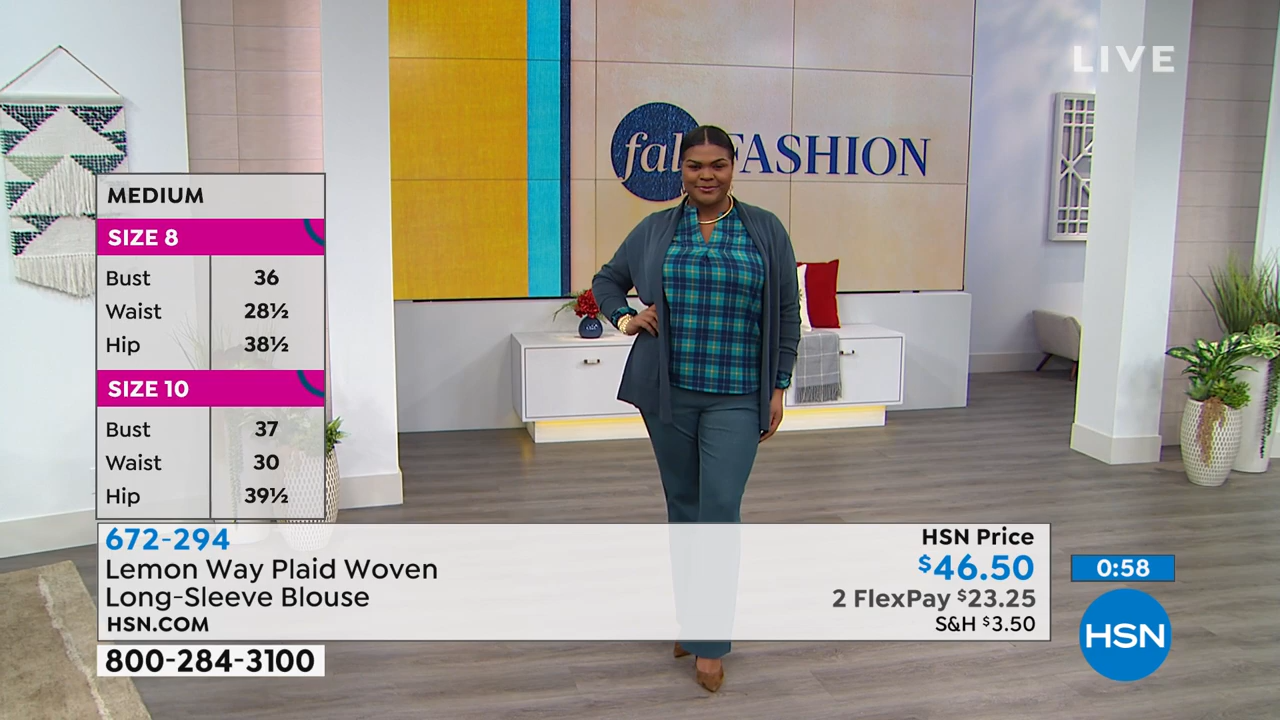 LIVE
fal FASHION
MEDIUM
SIZE 8
Bust 36
Waist 28½
Hip 38½
SIZE 10
Bust 37
Waist 30
Hip 39½
672-294
Lemon Way Plaid Woven
Long-Sleeve Blouse
HSN.COM
800-284-3100
HSN Price
$46.50
2 FlexPay $23.25
S&H $3.50
0:58
HSN